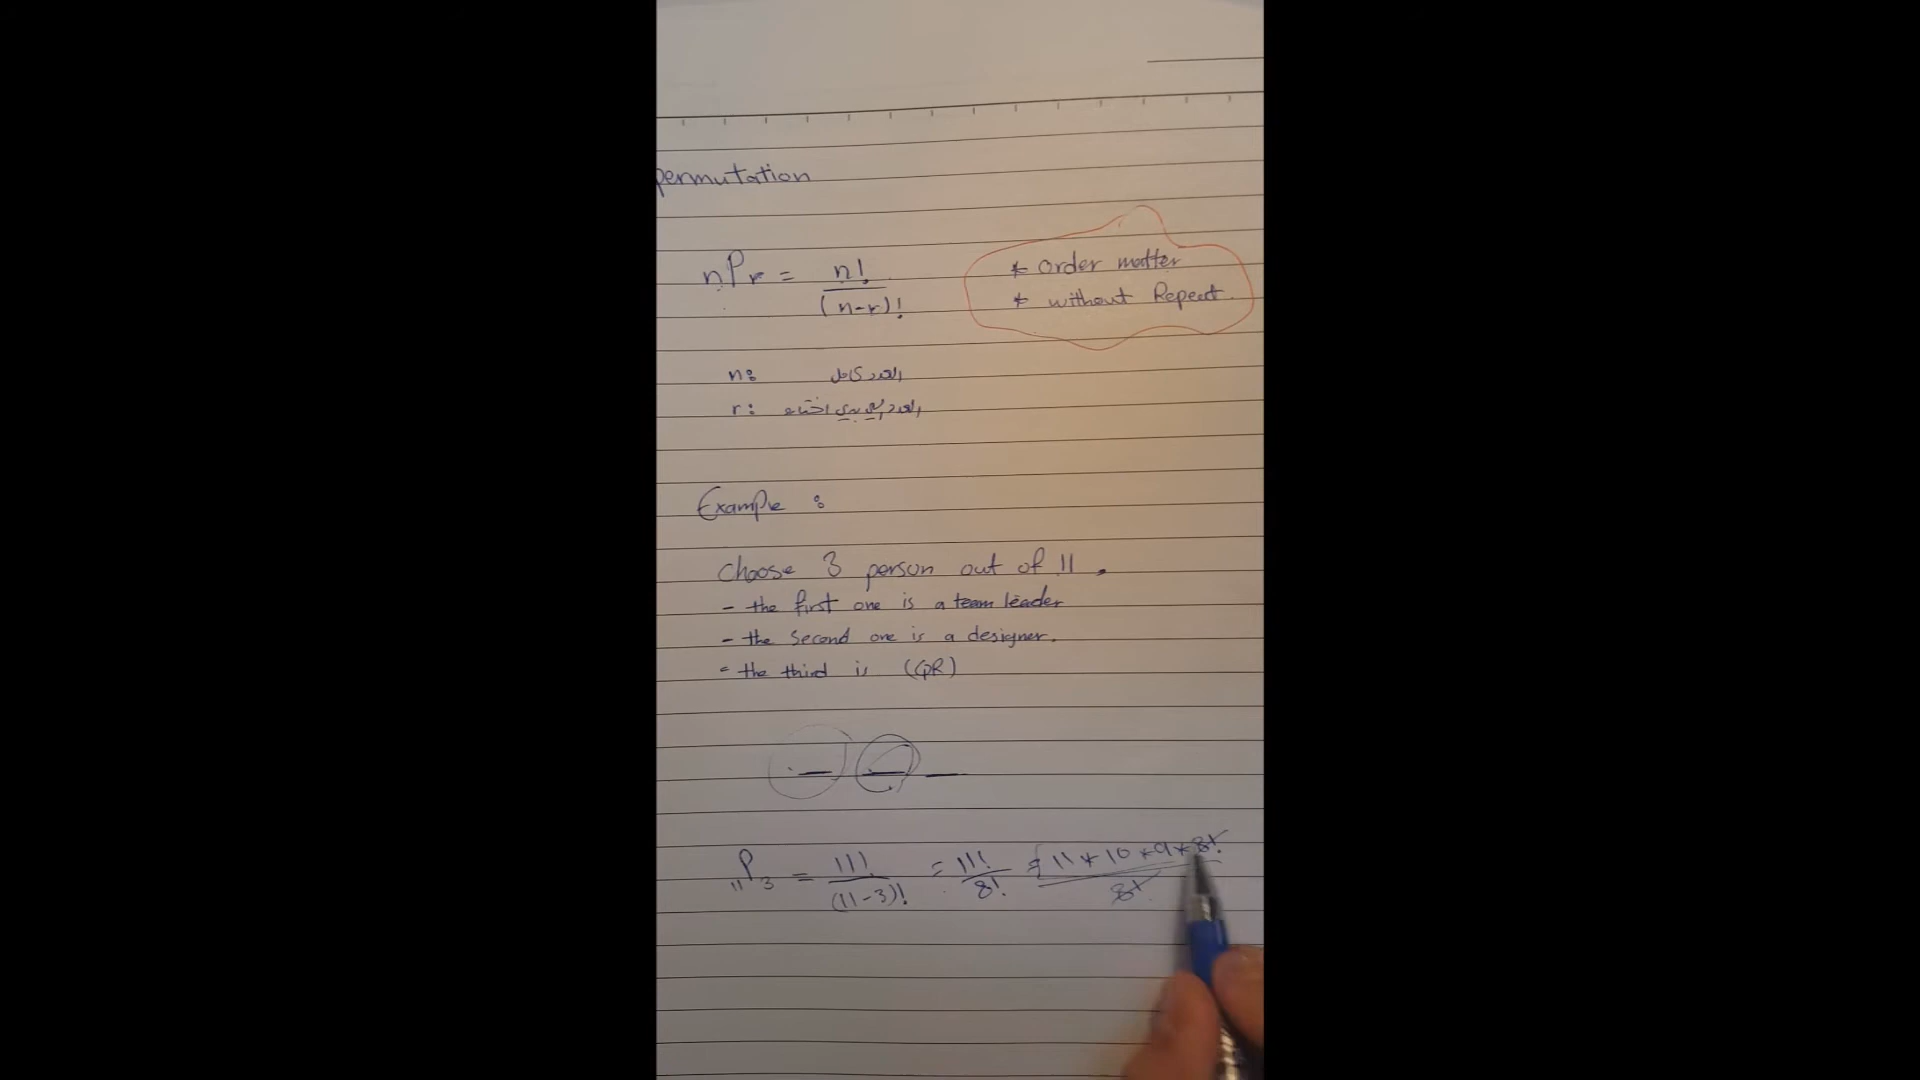 permutation
nPr = n! / (n-r)!
* order matter
* without Repeat.
n: العدد كامل
r: العدد الي بدي اختاره
Example :
choose 3 person out of 11 .
- the first one is a team leader
- the second one is a designer.
- the third is (QR)
11P3 = 11! / (11-3)! = 11! / 8! = 11 * 10 * 9 * 8! / 8!